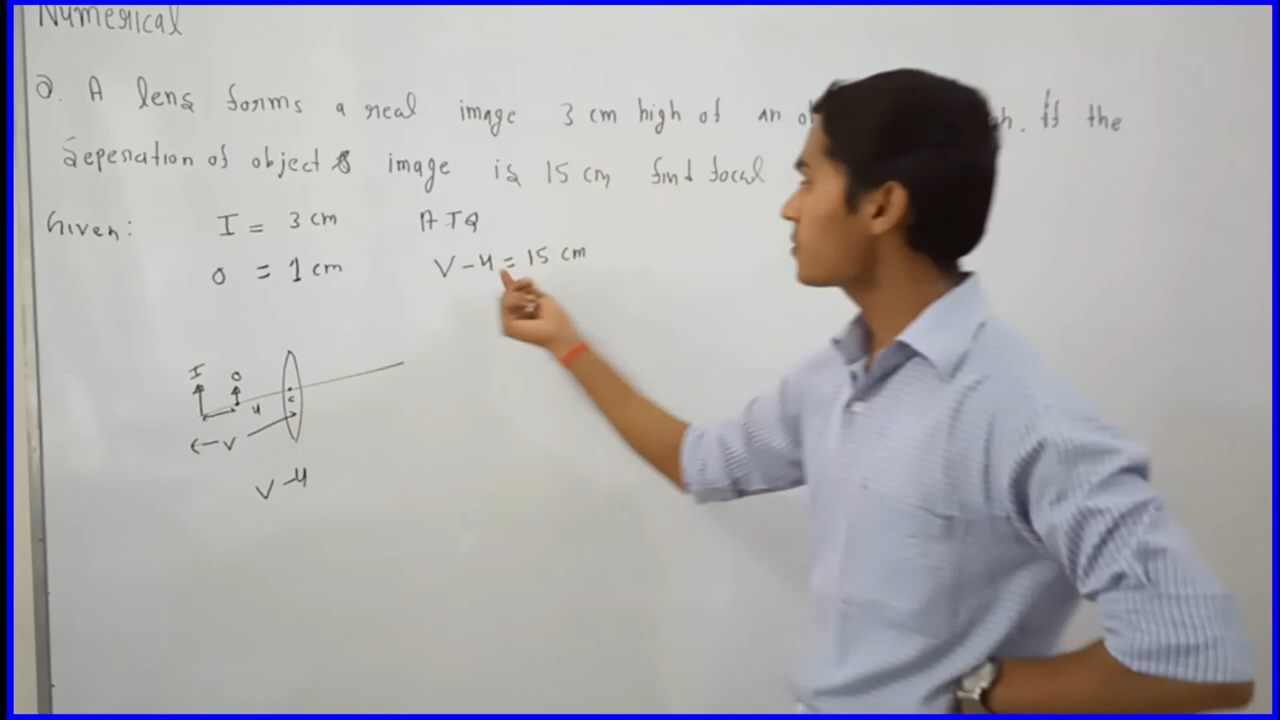 Numerical
Q. A lens forms a real image 3 cm high of an If the
Seperation of object & image is 15 cm find focal
Given: I = 3 cm ATQ
O = 1 cm V - u = 15 cm
I
O
u
c
V
V - u